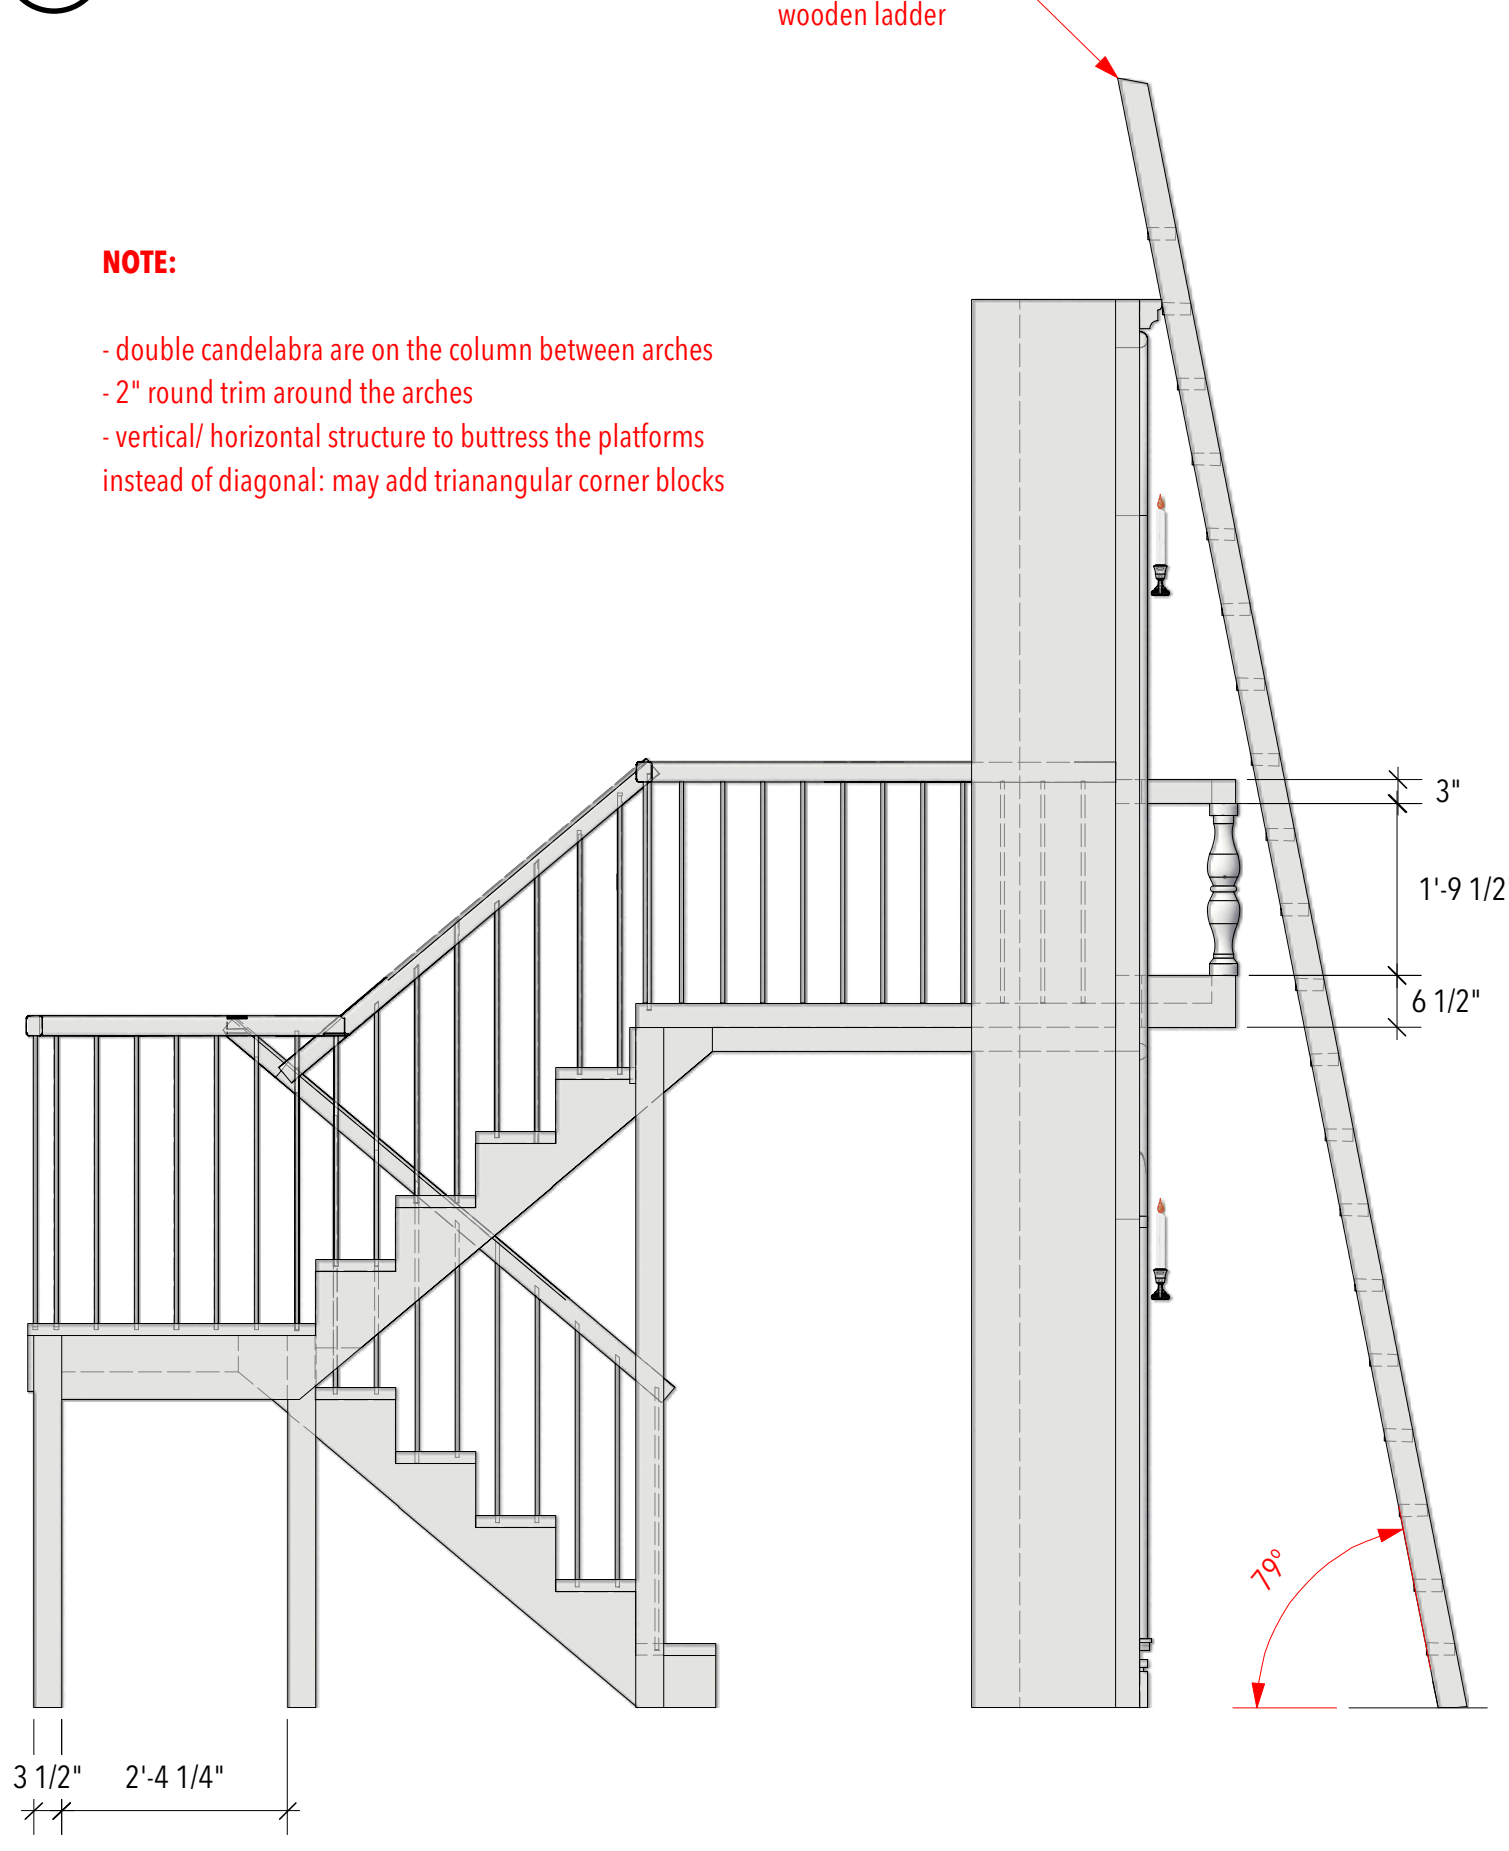 wooden ladder
NOTE:
- double candelabra are on the column between arches
- 2" round trim around the arches
- vertical/ horizontal structure to buttress the platforms
instead of diagonal: may add trianangular corner blocks
3"
1'-9 1/2
6 1/2"
79°
3 1/2"
2'-4 1/4"